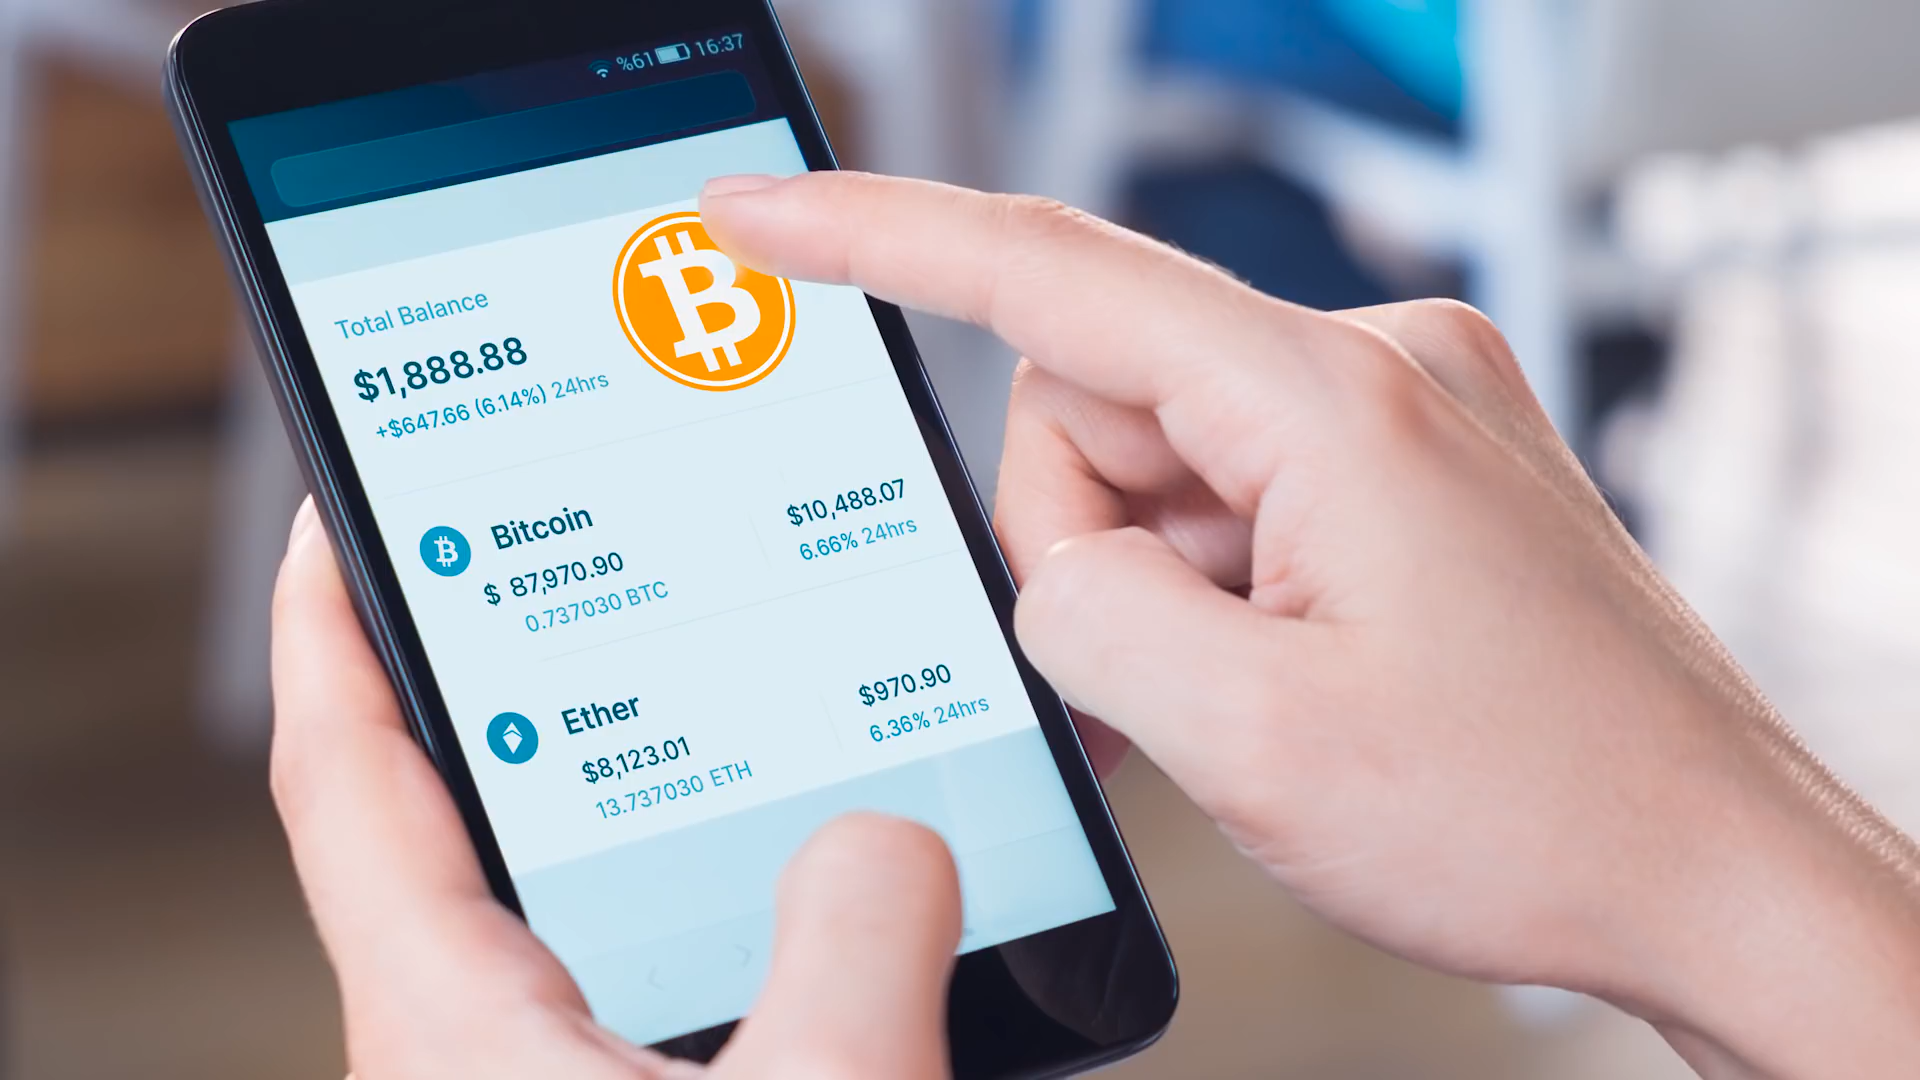 %61 16:37
Total Balance
$1,888.88
+$647.66 (6.14%) 24hrs
Bitcoin
$ 87,970.90
0.737030 BTC
$10,488.07
6.66% 24hrs
Ether
$8,123.01
13.737030 ETH
$970.90
6.36% 24hrs